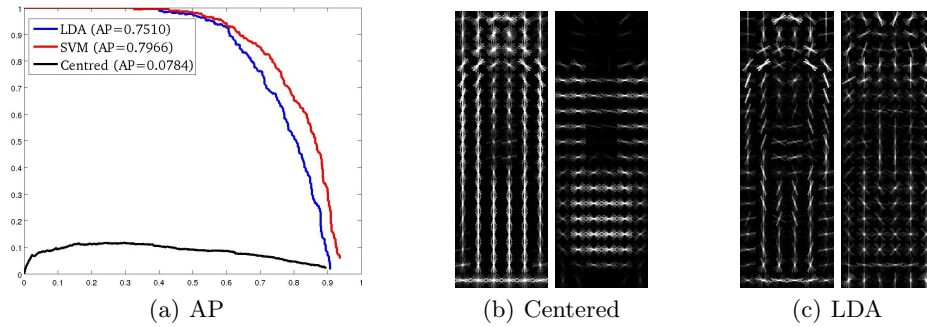 1
0.9
0.8
0.7
0.6
0.5
0.4
0.3
0.2
0.1
0
LDA (AP=0.7510)
SVM (AP=0.7966)
Centred (AP=0.0784)
0 0.1 0.2 0.3 0.4 0.5 0.6 0.7 0.8 0.9 1
(a) AP
(b) Centered
(c) LDA